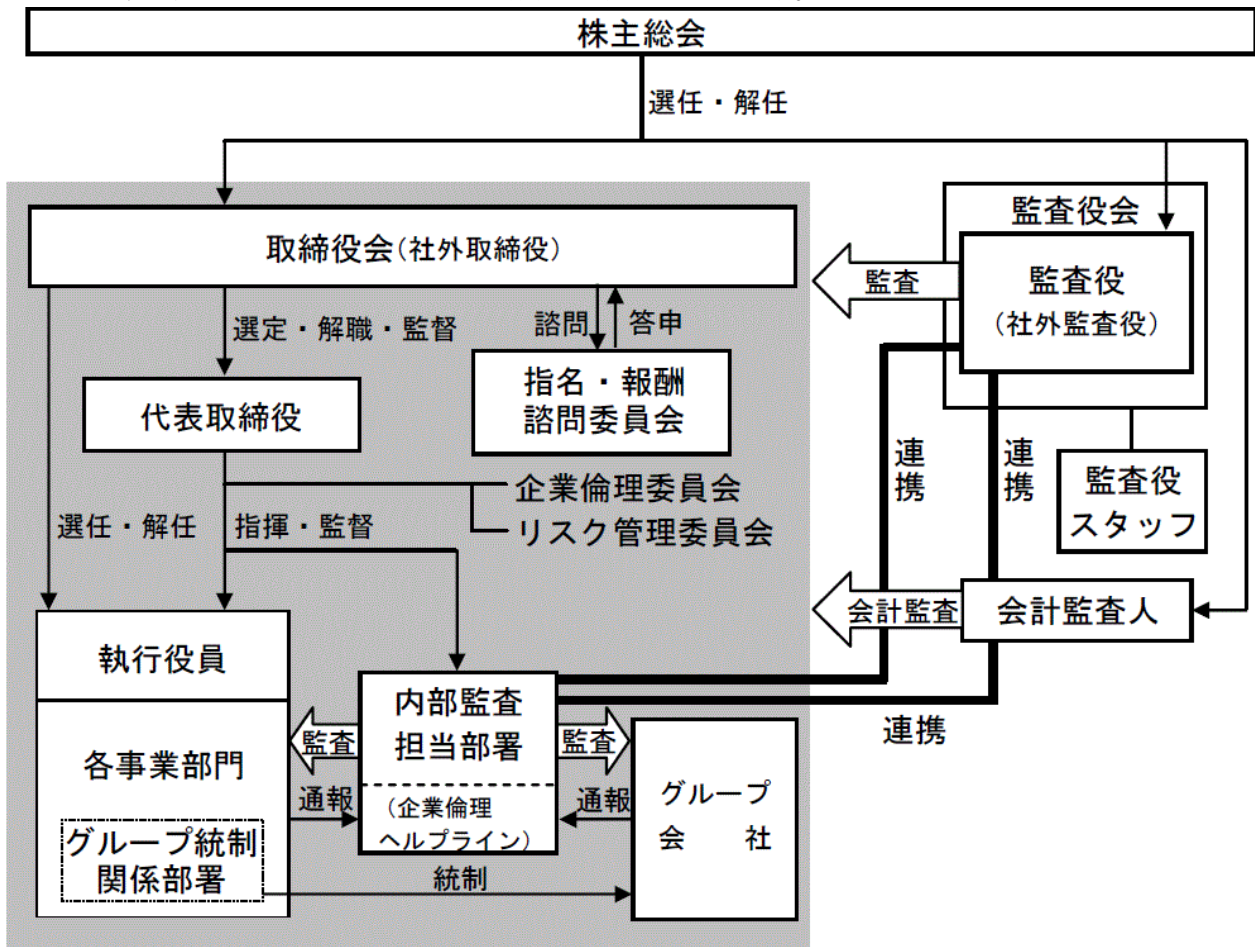 株主総会
選任・解任
監査役会
取締役会(社外取締役)
監査
監査役
(社外監査役)
選定・解職・監督
諮問
答申
指名・報酬
諮問委員会
代表取締役
連携
連携
監査役
スタッフ
企業倫理委員会
リスク管理委員会
選任・解任
指揮・監督
会計監査
会計監査人
執行役員
内部監査
担当部署
監査
監査
連携
各事業部門
通報
(企業倫理
ヘルプライン)
通報
グループ
会 社
グループ統制
関係部署
統制